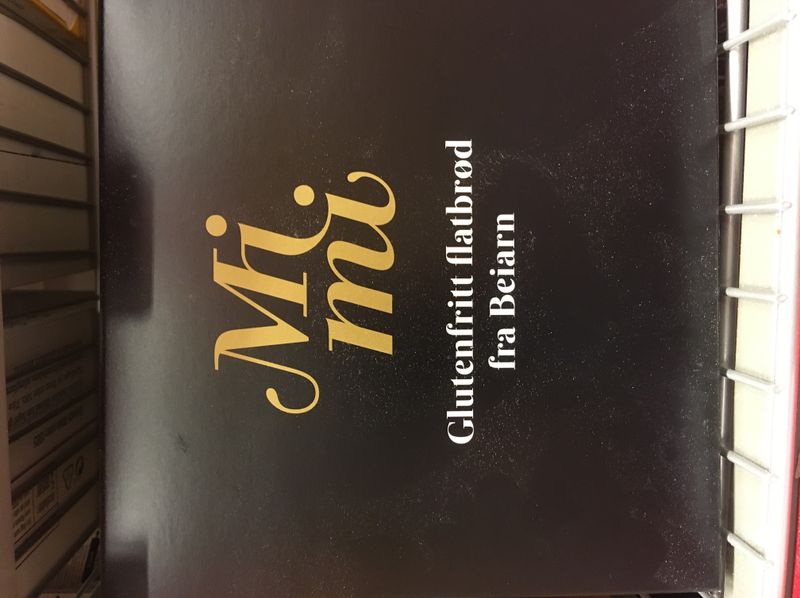 Mi
mi
Glutenfritt flatbrød
fra Beiarn